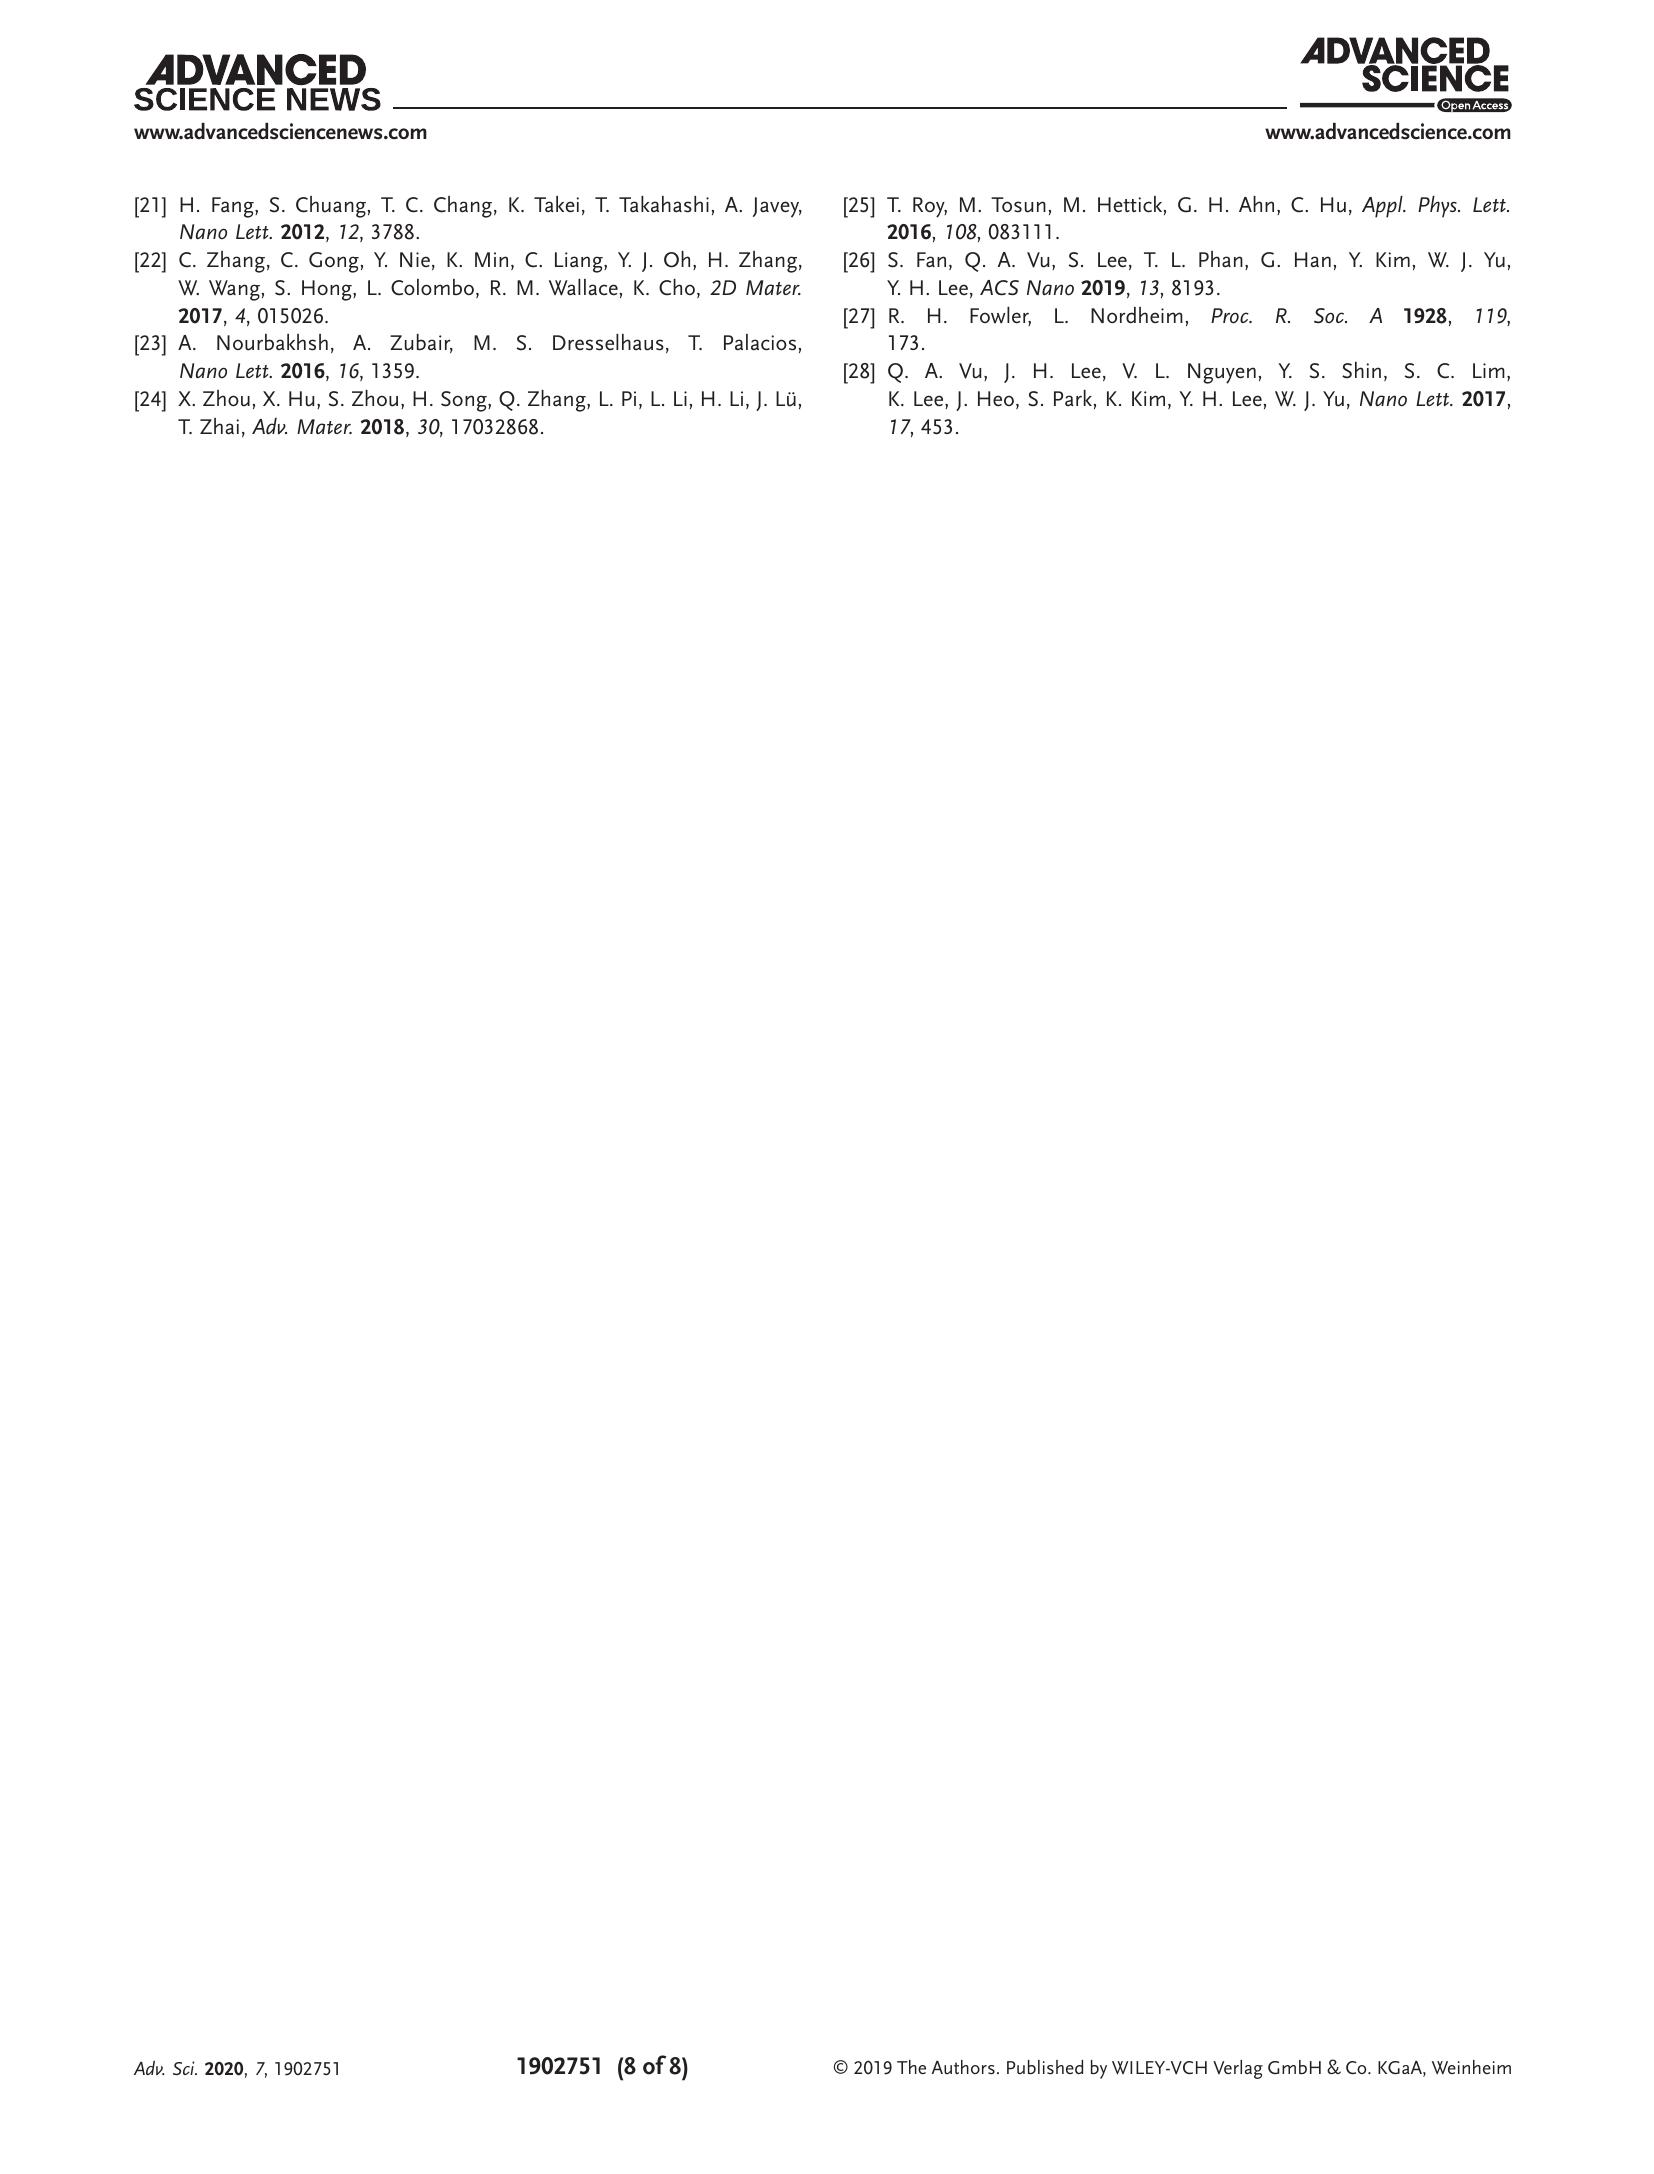 ADVANCED
SCIENCE NEWS
www.advancedsciencenews.com
ADVANCED
SCIENCE
Open Access
www.advancedscience.com
[21] H. Fang, S. Chuang, T. C. Chang, K. Takei, T. Takahashi, A. Javey,
Nano Lett. 2012, 12, 3788.
[22] C. Zhang, C. Gong, Y. Nie, K. Min, C. Liang, Y. J. Oh, H. Zhang,
W. Wang, S. Hong, L. Colombo, R. M. Wallace, K. Cho, 2D Mater.
2017, 4, 015026.
[23] A. Nourbakhsh, A. Zubair, M. S. Dresselhaus, T. Palacios,
Nano Lett. 2016, 16, 1359.
[24] X. Zhou, X. Hu, S. Zhou, H. Song, Q. Zhang, L. Pi, L. Li, H. Li, J. Lü,
T. Zhai, Adv. Mater. 2018, 30, 17032868.
[25] T. Roy, M. Tosun, M. Hettick, G. H. Ahn, C. Hu, Appl. Phys. Lett.
2016, 108, 083111.
[26] S. Fan, Q. A. Vu, S. Lee, T. L. Phan, G. Han, Y. Kim, W. J. Yu,
Y. H. Lee, ACS Nano 2019, 13, 8193.
[27] R. H. Fowler, L. Nordheim, Proc. R. Soc. A 1928, 119,
173.
[28] Q. A. Vu, J. H. Lee, V. L. Nguyen, Y. S. Shin, S. C. Lim,
K. Lee, J. Heo, S. Park, K. Kim, Y. H. Lee, W. J. Yu, Nano Lett. 2017,
17, 453.
Adv. Sci. 2020, 7, 1902751
1902751 (8 of 8)
© 2019 The Authors. Published by WILEY-VCH Verlag GmbH & Co. KGaA, Weinheim